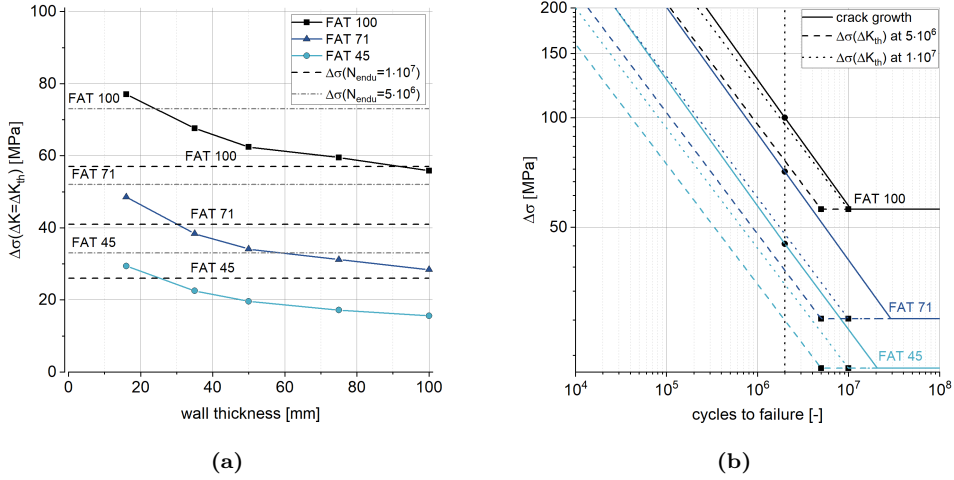 100
80
60
40
20
0
Δσ(ΔK=ΔK_th) [MPa]
FAT 100
FAT 71
FAT 45
Δσ(N_endu=1·10^7)
Δσ(N_endu=5·10^6)
FAT 100
FAT 100
FAT 71
FAT 71
FAT 45
FAT 45
0 20 40 60 80 100
wall thickness [mm]
(a)
200
150
100
50
Δσ [MPa]
crack growth
Δσ(ΔK_th) at 5·10^6
Δσ(ΔK_th) at 1·10^7
FAT 100
FAT 71
FAT 45
10^4 10^5 10^6 10^7 10^8
cycles to failure [-]
(b)